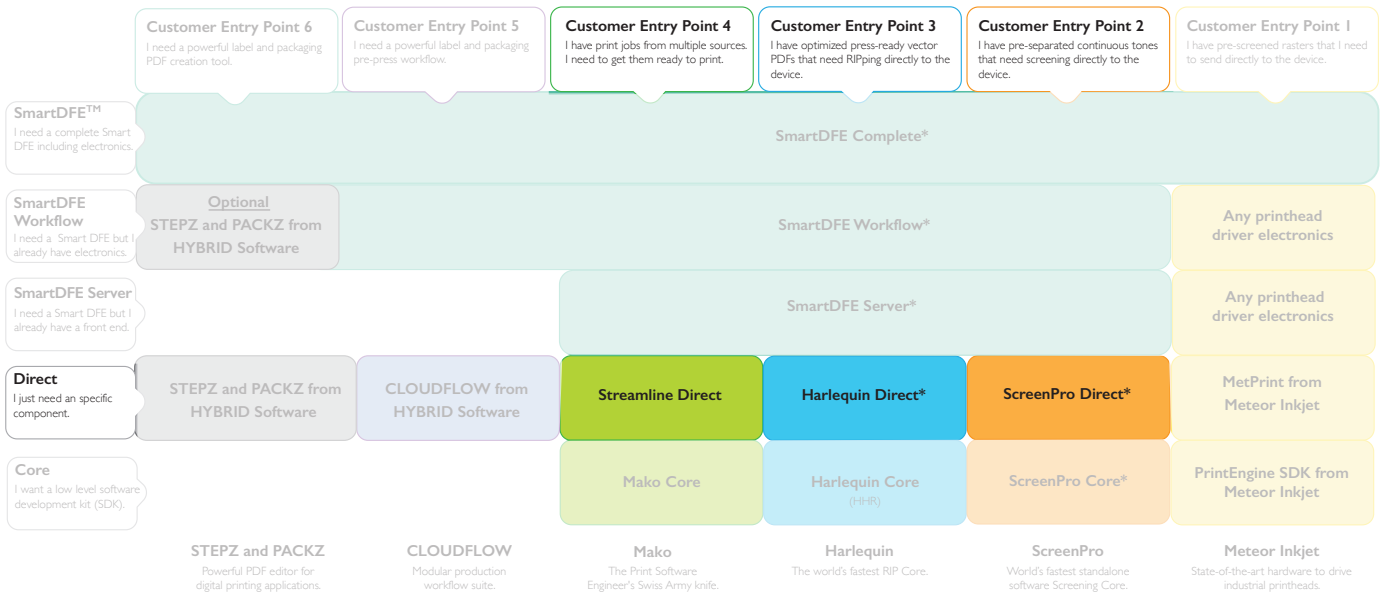 Customer Entry Point 6
I need a powerful label and packaging
PDF creation tool.
Customer Entry Point 5
I need a powerful label and packaging
pre-press workflow.
Customer Entry Point 4
I have print jobs from multiple sources.
I need to get them ready to print.
Customer Entry Point 3
I have optimized press-ready vector
PDFs that need RIPping directly to the
device.
Customer Entry Point 2
I have pre-separated continuous tones
that need screening directly to the
device.
Customer Entry Point 1
I have pre-screened rasters that I need
to send directly to the device.
SmartDFE™
I need a complete Smart
DFE including electronics.
SmartDFE Complete*
SmartDFE
Workflow
I need a Smart DFE but I
already have electronics.
Optional
STEPZ and PACKZ from
HYBRID Software
SmartDFE Workflow*
Any printhead
driver electronics
SmartDFE Server
I need a Smart DFE but I
already have a front end.
SmartDFE Server*
Any printhead
driver electronics
Direct
I just need an specific
component.
STEPZ and PACKZ from
HYBRID Software
CLOUDFLOW from
HYBRID Software
Streamline Direct
Harlequin Direct*
ScreenPro Direct*
MetPrint from
Meteor Inkjet
Core
I want a low level software
development kit (SDK).
Mako Core
Harlequin Core
(HHR)
ScreenPro Core*
PrintEngine SDK from
Meteor Inkjet
STEPZ and PACKZ
Powerful PDF editor for
digital printing applications.
CLOUDFLOW
Modular production
workflow suite.
Mako
The Print Software
Engineer's Swiss Army knife.
Harlequin
The world's fastest RIP Core.
ScreenPro
World's fastest standalone
software Screening Core.
Meteor Inkjet
State-of-the-art hardware to drive
industrial printheads.